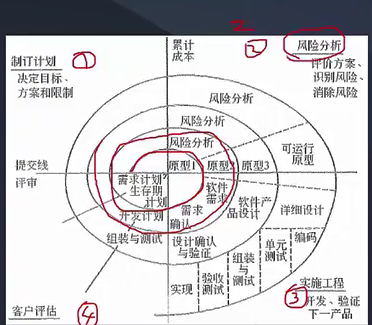 2
制订计划
①
累计
成本
②
风险分析
决定目标、
方案和限制
评价方案、
识别风险、
消除风险
风险分析
风险分析
风险分析
提交线
评审
原型1
原型2
原型3
可运行
原型
需求计划
生存期
计划
软件
需求
软件产
品设计
详细设计
开发计划
需求
确认
组装与测试
设计确认
与验证
单元
测试
编码
组装
与
测试
验收
测试
实现
客户评估
④
③
实施工程
开发、验证
下一产品